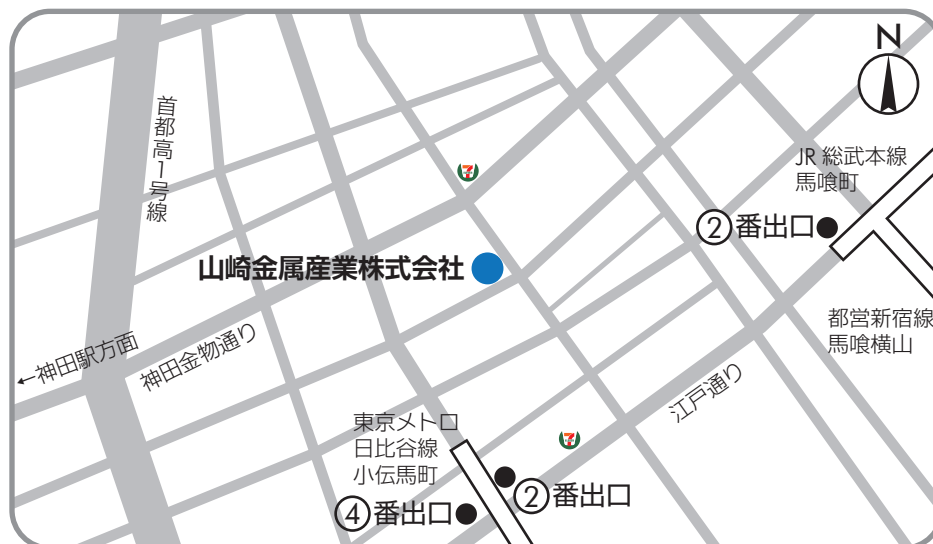 N
首都高1号線
JR 総武本線
馬喰町
②番出口
山崎金属産業株式会社
都営新宿線
馬喰横山
←神田駅方面
神田金物通り
江戸通り
東京メトロ
日比谷線
小伝馬町
②番出口
④番出口